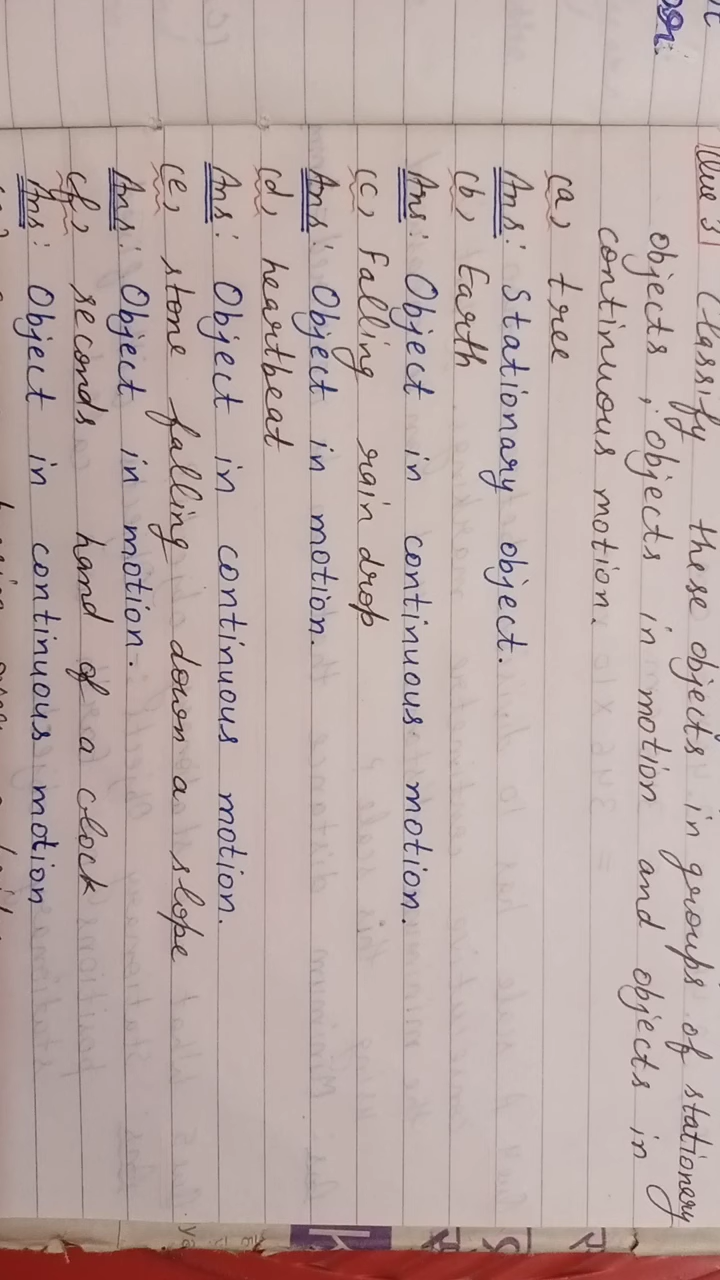 Que 3 Classify these objects in groups of stationery
objects, objects in motion and objects in
continuous motion.
(a) tree
Ans: Stationary object.
(b) Earth
Ans: Object in continuous motion.
(c) falling rain drop
Ans: Object in motion.
(d) heartbeat
Ans: Object in continuous motion.
(e) stone falling down a slope
Ans: Object in motion.
(f) seconds hand of a clock
Ans: Object in continuous motion